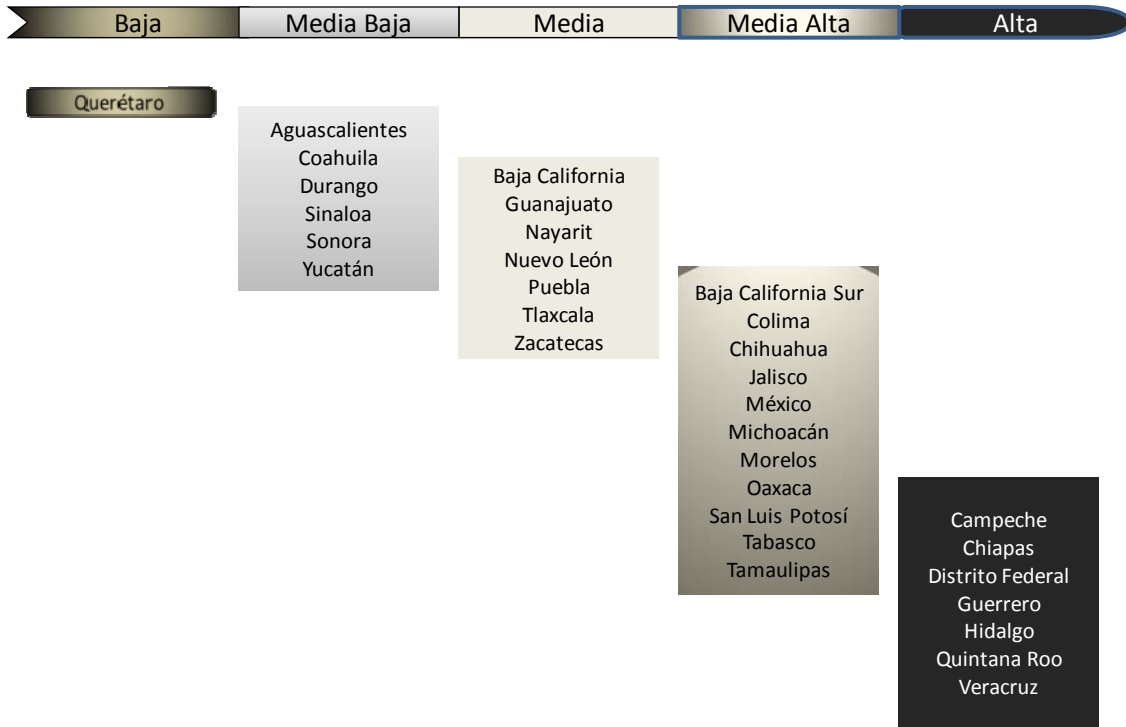 Baja
Media Baja
Media
Media Alta
Alta
Querétaro
Aguascalientes
Coahuila
Durango
Sinaloa
Sonora
Yucatán
Baja California
Guanajuato
Nayarit
Nuevo León
Puebla
Tlaxcala
Zacatecas
Baja California Sur
Colima
Chihuahua
Jalisco
México
Michoacán
Morelos
Oaxaca
San Luis Potosí
Tabasco
Tamaulipas
Campeche
Chiapas
Distrito Federal
Guerrero
Hidalgo
Quintana Roo
Veracruz